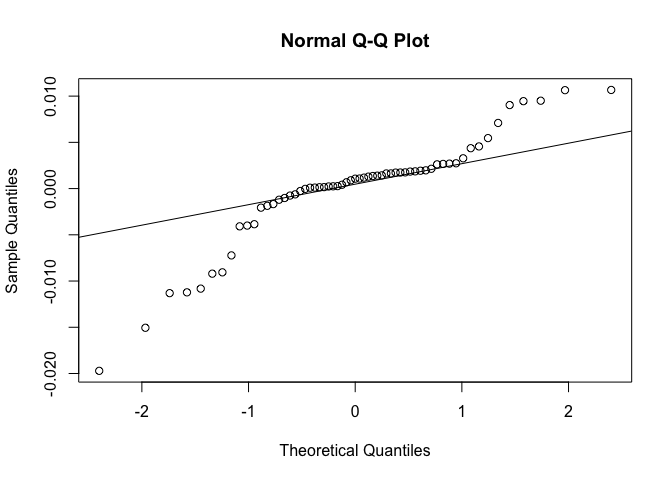 Normal Q-Q Plot
Sample Quantiles
0.010
0.000
-0.010
-0.020
-2 -1 0 1 2
Theoretical Quantiles